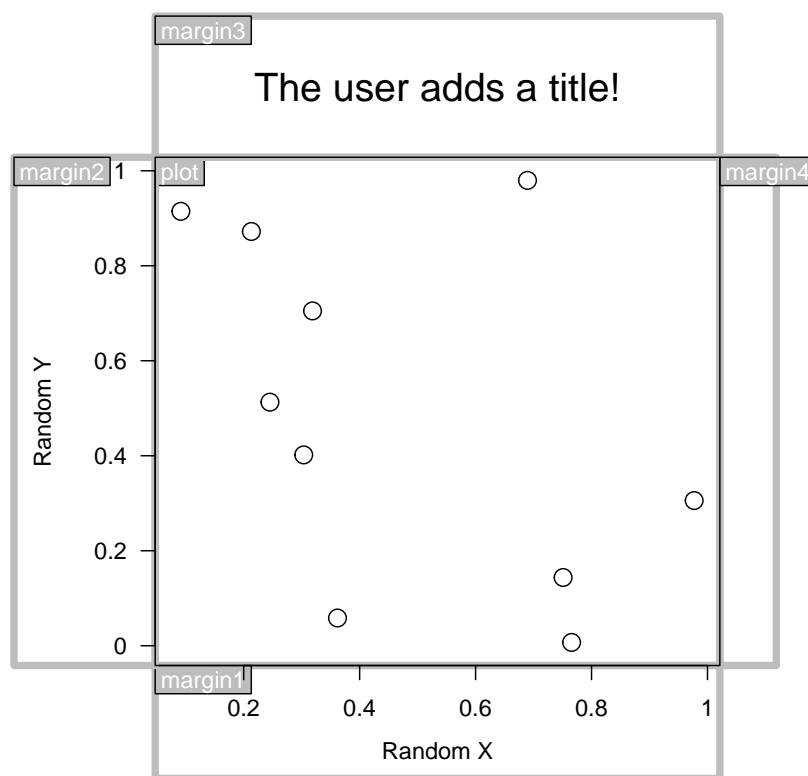 margin3
The user adds a title!
margin2
plot
margin4
1
0.8
0.6
0.4
0.2
0
Random Y
margin1
0.2 0.4 0.6 0.8 1
Random X